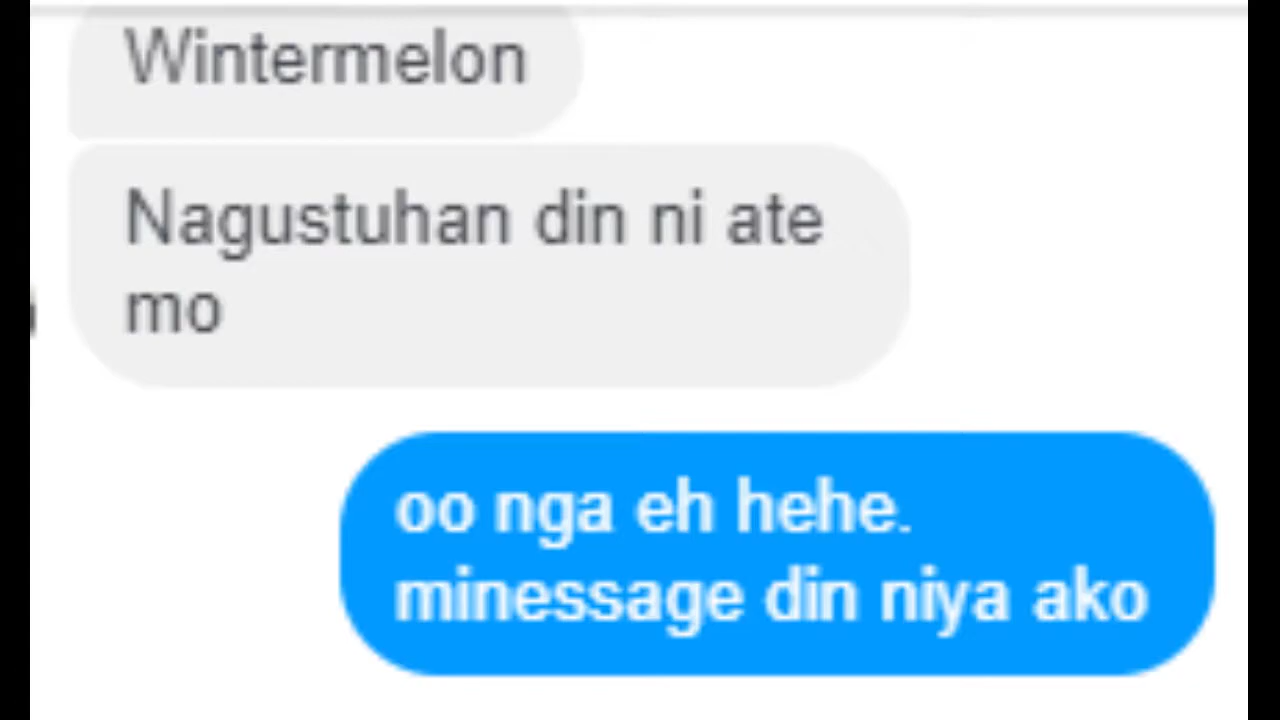 Wintermelon
Nagustuhan din ni ate
mo
oo nga eh hehe.
minessage din niya ako